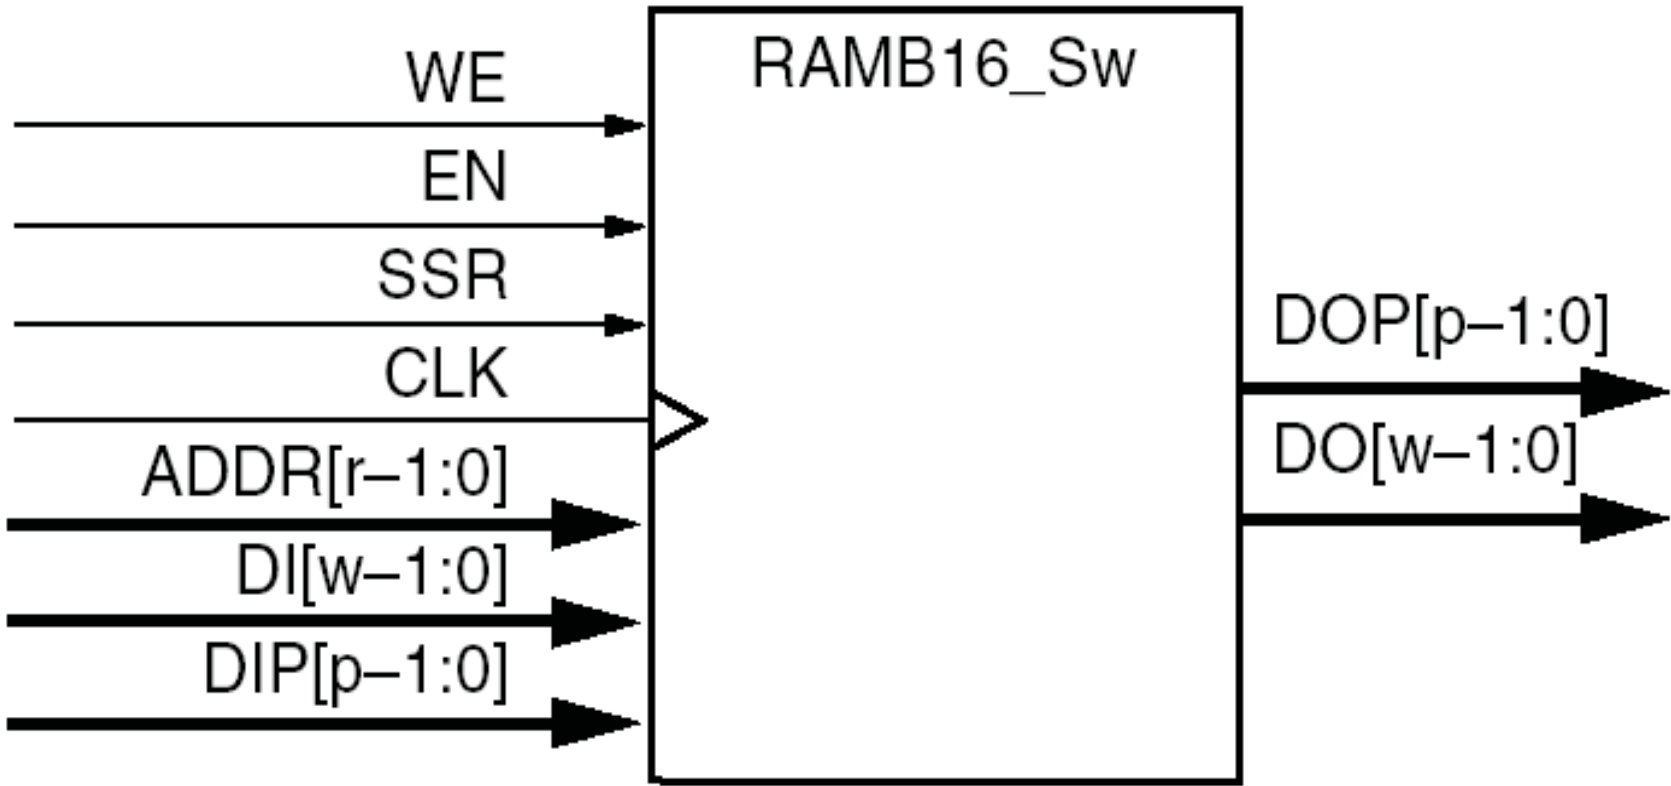 RAMB16_Sw
WE
EN
SSR
CLK
ADDR[r–1:0]
DI[w–1:0]
DIP[p–1:0]
DOP[p–1:0]
DO[w–1:0]